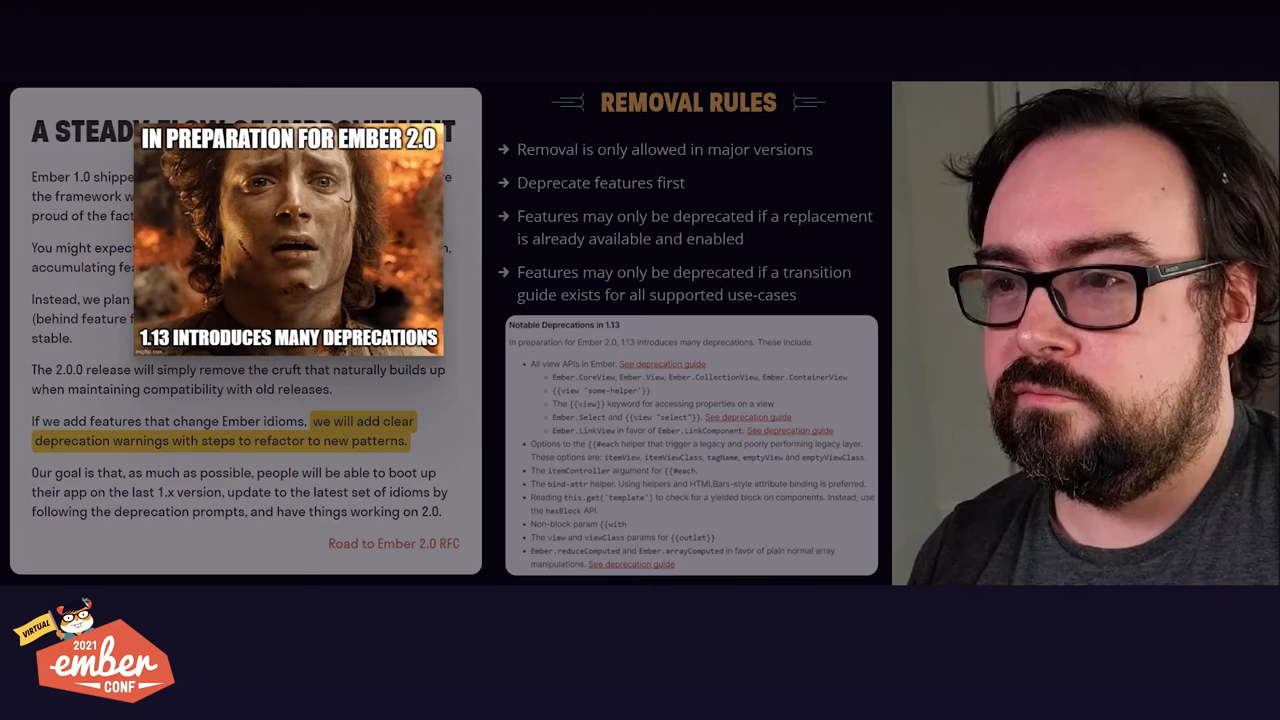 A STEADY FLOW OF IMPROVEMENT
IN PREPARATION FOR EMBER 2.0
1.13 INTRODUCES MANY DEPRECATIONS
imgflip.com
Ember 1.0 shippe
the framework w
proud of the fact
You might expec
accumulating fea
Instead, we plan
(behind feature f
stable.
The 2.0.0 release will simply remove the cruft that naturally builds up
when maintaining compatibility with old releases.
If we add features that change Ember idioms, we will add clear
deprecation warnings with steps to refactor to new patterns.
Our goal is that, as much as possible, people will be able to boot up
their app on the last 1.x version, update to the latest set of idioms by
following the deprecation prompts, and have things working on 2.0.
Road to Ember 2.0 RFC
REMOVAL RULES
→ Removal is only allowed in major versions
→ Deprecate features first
→ Features may only be deprecated if a replacement
is already available and enabled
→ Features may only be deprecated if a transition
guide exists for all supported use-cases
Notable Deprecations in 1.13
In preparation for Ember 2.0, 1.13 introduces many deprecations. These include:
• All view APIs in Ember. See deprecation guide
Ember.CoreView, Ember.View, Ember.CollectionView, Ember.ContainerView
{{view 'some-helper'}}
The {{view}} keyword for accessing properties on a view
Ember.Select and {{view "select"}}. See deprecation guide
Ember.LinkView in favor of Ember.LinkComponent. See deprecation guide
• Options to the {{#each helper that trigger a legacy and poorly performing legacy layer.
These options are: itemView, itemViewClass, tagName, emptyView and emptyViewClass.
• The itemController argument for {{#each.
• The bind-attr helper. Using helpers and HTMLBars-style attribute binding is preferred.
• Reading this.get('template') to check for a yielded block on components. Instead, use
the hasBlock API.
• Non-block param {{with
• The view and viewClass params for {{outlet}}
• Ember.reduceComputed and Ember.arrayComputed in favor of plain normal array
manipulations. See deprecation guide
VIRTUAL
2021
ember
CONF